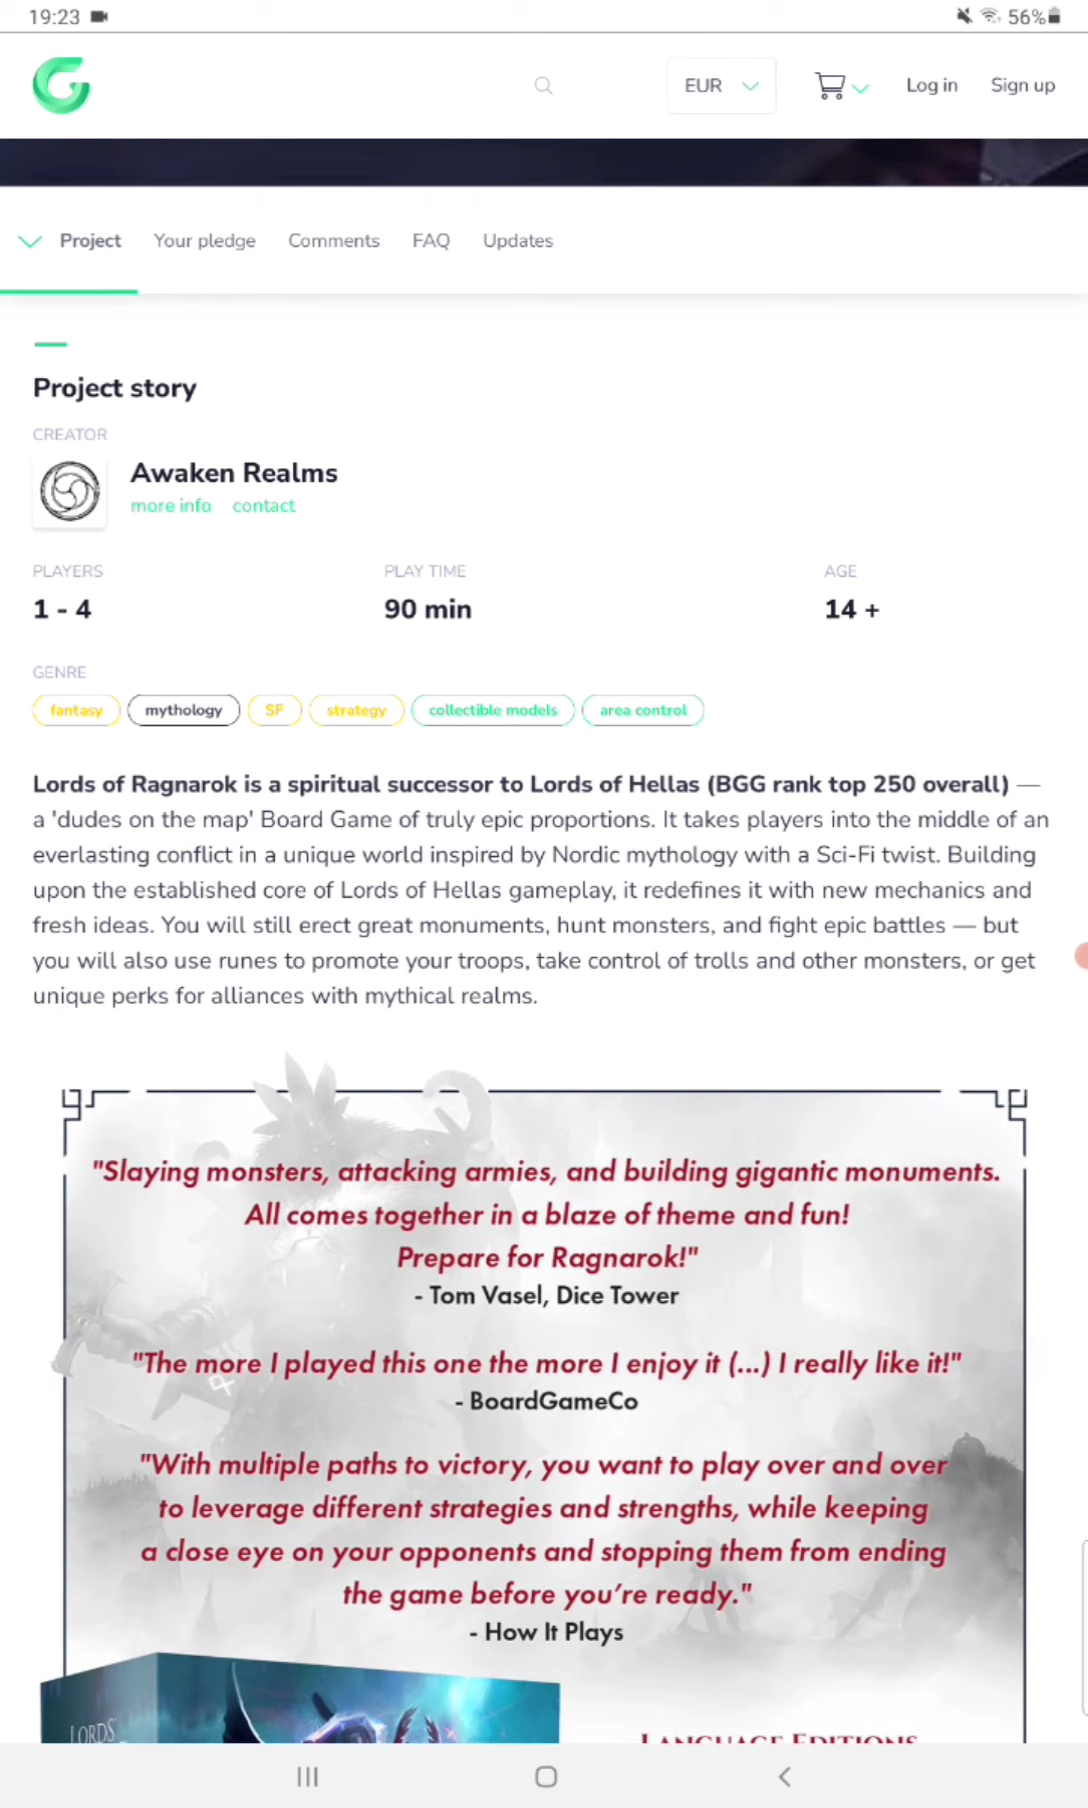 19:23
56%
EUR
Log in
Sign up
Project
Your pledge
Comments
FAQ
Updates
Project story
CREATOR
Awaken Realms
more info
contact
PLAYERS
PLAY TIME
AGE
1 - 4
90 min
14 +
GENRE
fantasy
mythology
SF
strategy
collectible models
area control
Lords of Ragnarok is a spiritual successor to Lords of Hellas (BGG rank top 250 overall) —
a 'dudes on the map' Board Game of truly epic proportions. It takes players into the middle of an
everlasting conflict in a unique world inspired by Nordic mythology with a Sci-Fi twist. Building
upon the established core of Lords of Hellas gameplay, it redefines it with new mechanics and
fresh ideas. You will still erect great monuments, hunt monsters, and fight epic battles — but
you will also use runes to promote your troops, take control of trolls and other monsters, or get
unique perks for alliances with mythical realms.
"Slaying monsters, attacking armies, and building gigantic monuments.
All comes together in a blaze of theme and fun!
Prepare for Ragnarok!"
- Tom Vasel, Dice Tower
"The more I played this one the more I enjoy it (...) I really like it!"
- BoardGameCo
"With multiple paths to victory, you want to play over and over
to leverage different strategies and strengths, while keeping
a close eye on your opponents and stopping them from ending
the game before you're ready."
- How It Plays
LORDS
LANGUAGE EDITIONS